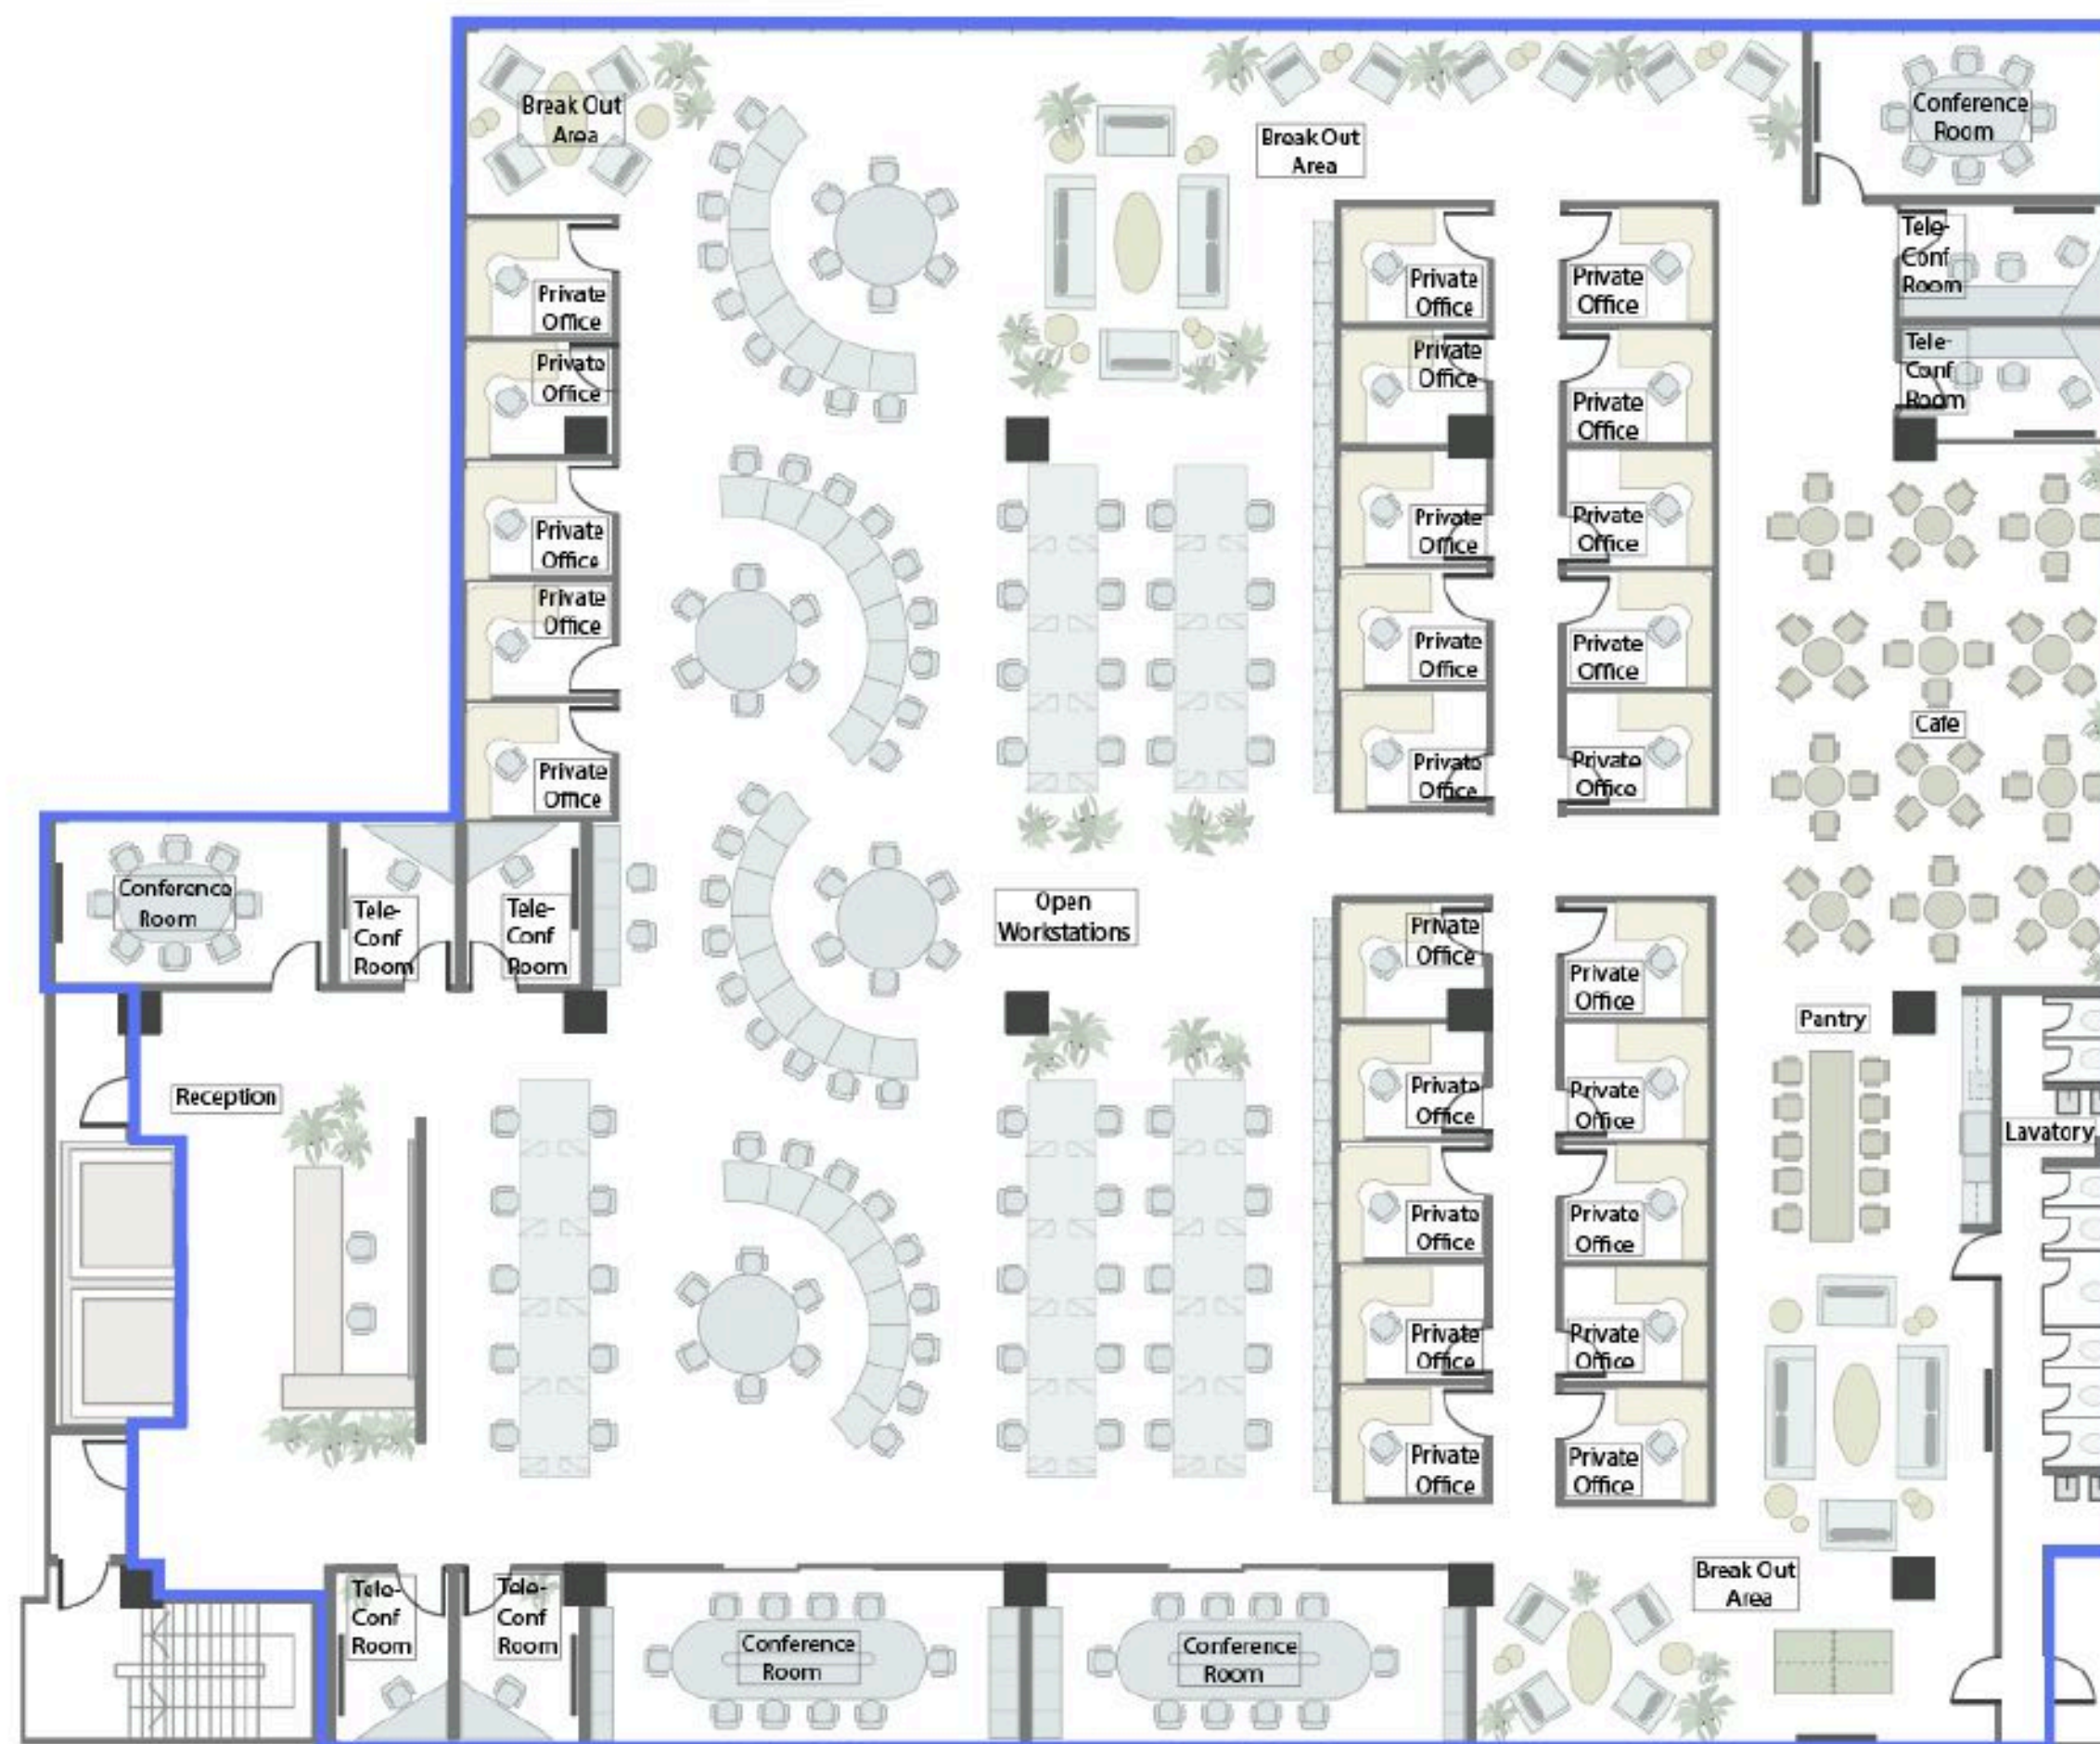 Break Out
Area
Break Out
Area
Conference
Room
Tele-
Conf
Room
Private
Office
Private
Office
Private
Office
Private
Office
Private
Office
Private
Office
Tele-
Conf
Room
Private
Office
Private
Office
Private
Office
Private
Office
Private
Office
Private
Office
Private
Office
Private
Office
Cafe
Private
Office
Private
Office
Private
Office
Conference
Room
Tele-
Conf
Room
Tele-
Conf
Room
Open
Workstations
Private
Office
Private
Office
Pantry
Reception
Private
Office
Private
Office
Lavatory
Private
Office
Private
Office
Private
Office
Private
Office
Private
Office
Private
Office
Tele-
Conf
Room
Tele-
Conf
Room
Conference
Room
Conference
Room
Break Out
Area